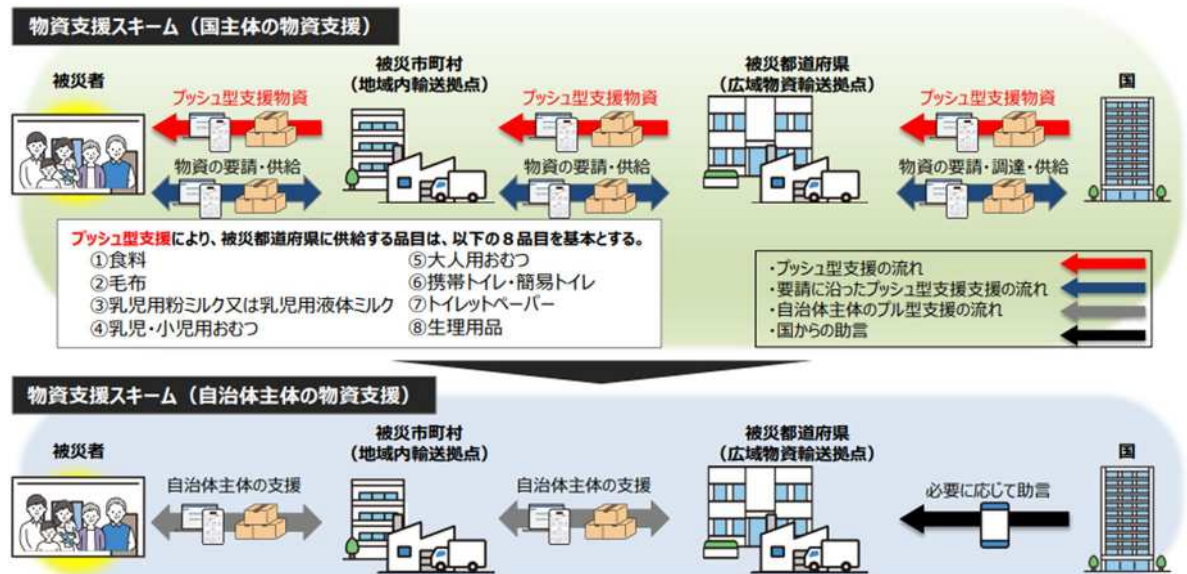 物資支援スキーム（国主体の物資支援）
被災者
被災市町村
（地域内輸送拠点）
被災都道府県
（広域物資輸送拠点）
国
プッシュ型支援物資
プッシュ型支援物資
プッシュ型支援物資
物資の要請・供給
物資の要請・供給
物資の要請・調達・供給
プッシュ型支援により、被災都道府県に供給する品目は、以下の８品目を基本とする。
①食料
②毛布
③乳児用粉ミルク又は乳児用液体ミルク
④乳児・小児用おむつ
⑤大人用おむつ
⑥携帯トイレ・簡易トイレ
⑦トイレットペーパー
⑧生理用品
・プッシュ型支援の流れ
・要請に沿ったプッシュ型支援支援の流れ
・自治体主体のプル型支援の流れ
・国からの助言
物資支援スキーム（自治体主体の物資支援）
被災者
被災市町村
（地域内輸送拠点）
被災都道府県
（広域物資輸送拠点）
国
自治体主体の支援
自治体主体の支援
必要に応じて助言